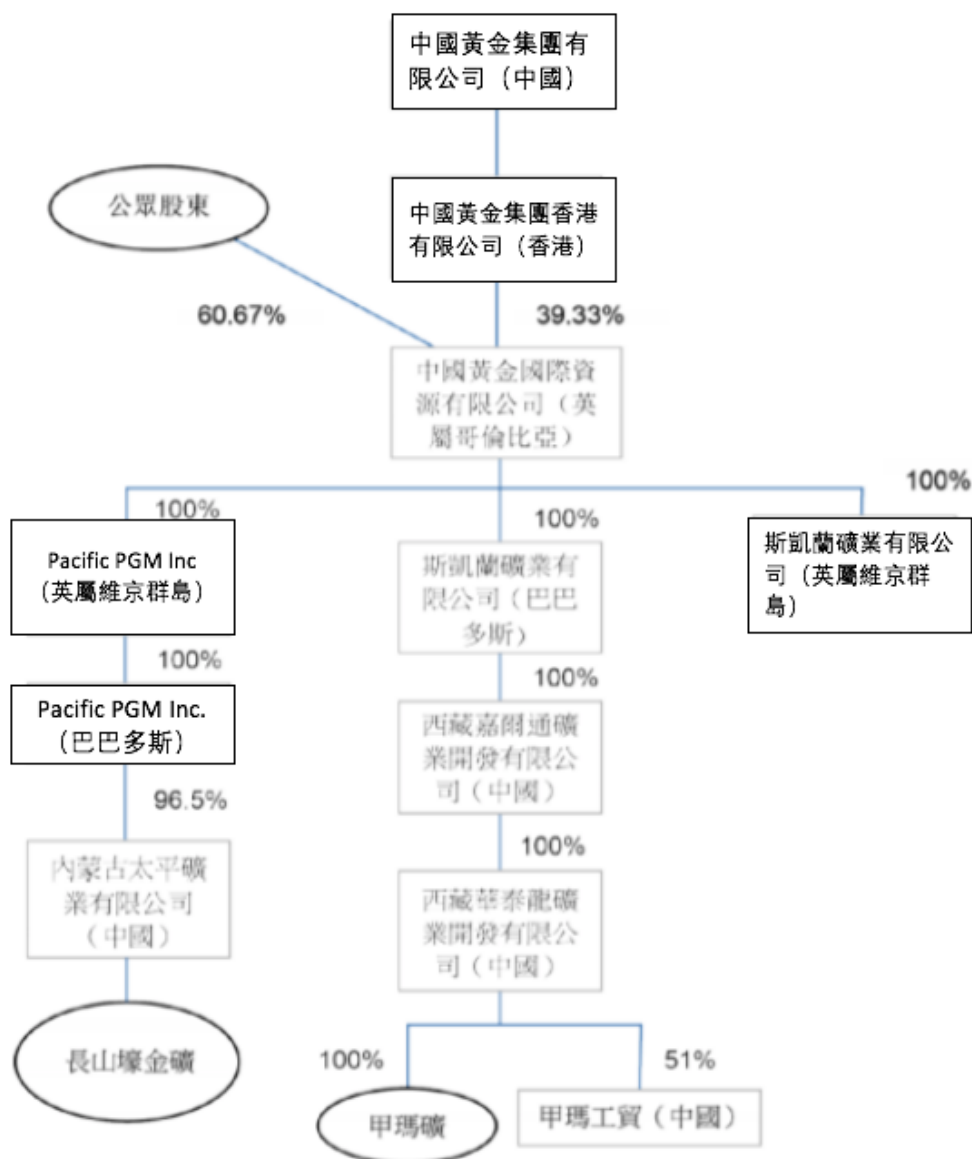 中國黃金集團有
限公司（中國）
公眾股東
中國黃金集團香港
有限公司（香港）
60.67%
39.33%
中國黃金國際資
源有限公司（英
屬哥倫比亞）
100%
100%
100%
Pacific PGM Inc
（英屬維京群島）
斯凱蘭礦業有
限公司（巴巴
多斯）
斯凱蘭礦業有限公
司（英屬維京群
島）
100%
100%
Pacific PGM Inc.
（巴巴多斯）
西藏嘉爾通礦
業開發有限公
司（中國）
96.5%
100%
內蒙古太平礦
業有限公司
（中國）
西藏華泰龍礦
業開發有限公
司（中國）
長山壕金礦
100%
51%
甲瑪礦
甲瑪工貿（中國）